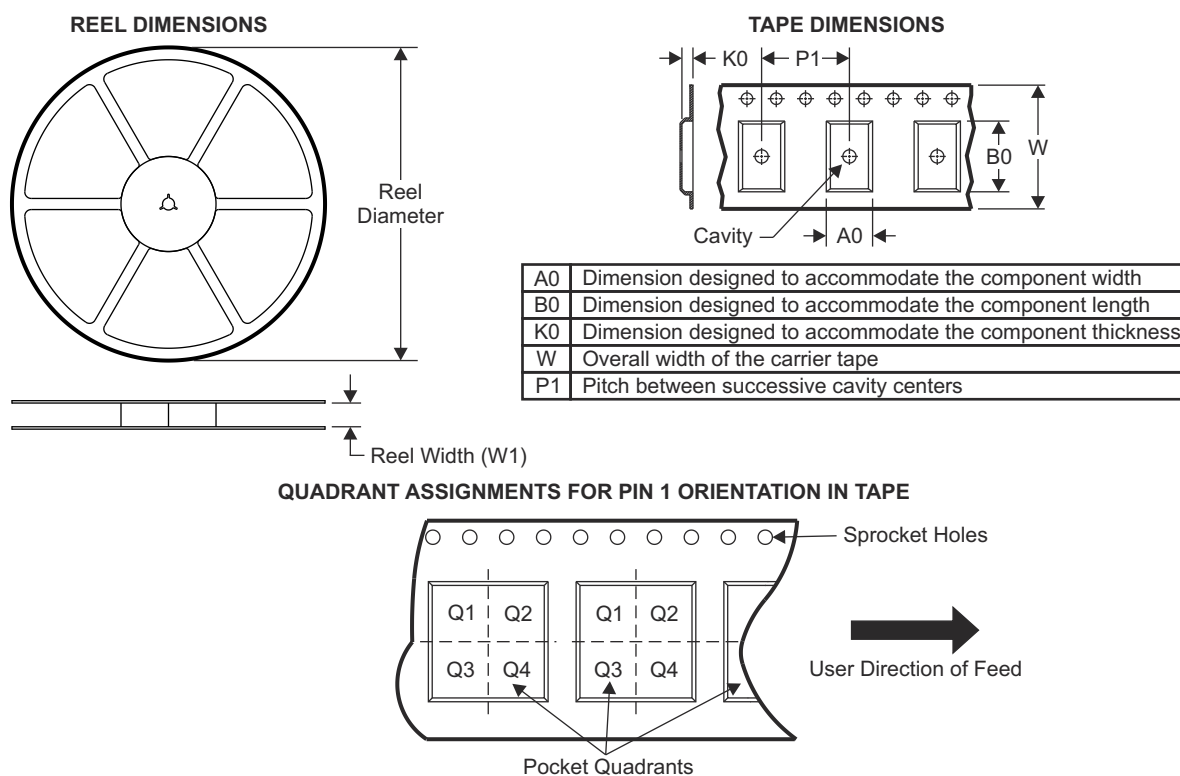 REEL DIMENSIONS
Reel
Diameter
Reel Width (W1)
TAPE DIMENSIONS
K0
P1
B0
W
Cavity
A0
A0 Dimension designed to accommodate the component width
B0 Dimension designed to accommodate the component length
K0 Dimension designed to accommodate the component thickness
W Overall width of the carrier tape
P1 Pitch between successive cavity centers
QUADRANT ASSIGNMENTS FOR PIN 1 ORIENTATION IN TAPE
Sprocket Holes
Q1 Q2 Q1 Q2
Q3 Q4 Q3 Q4
User Direction of Feed
Pocket Quadrants